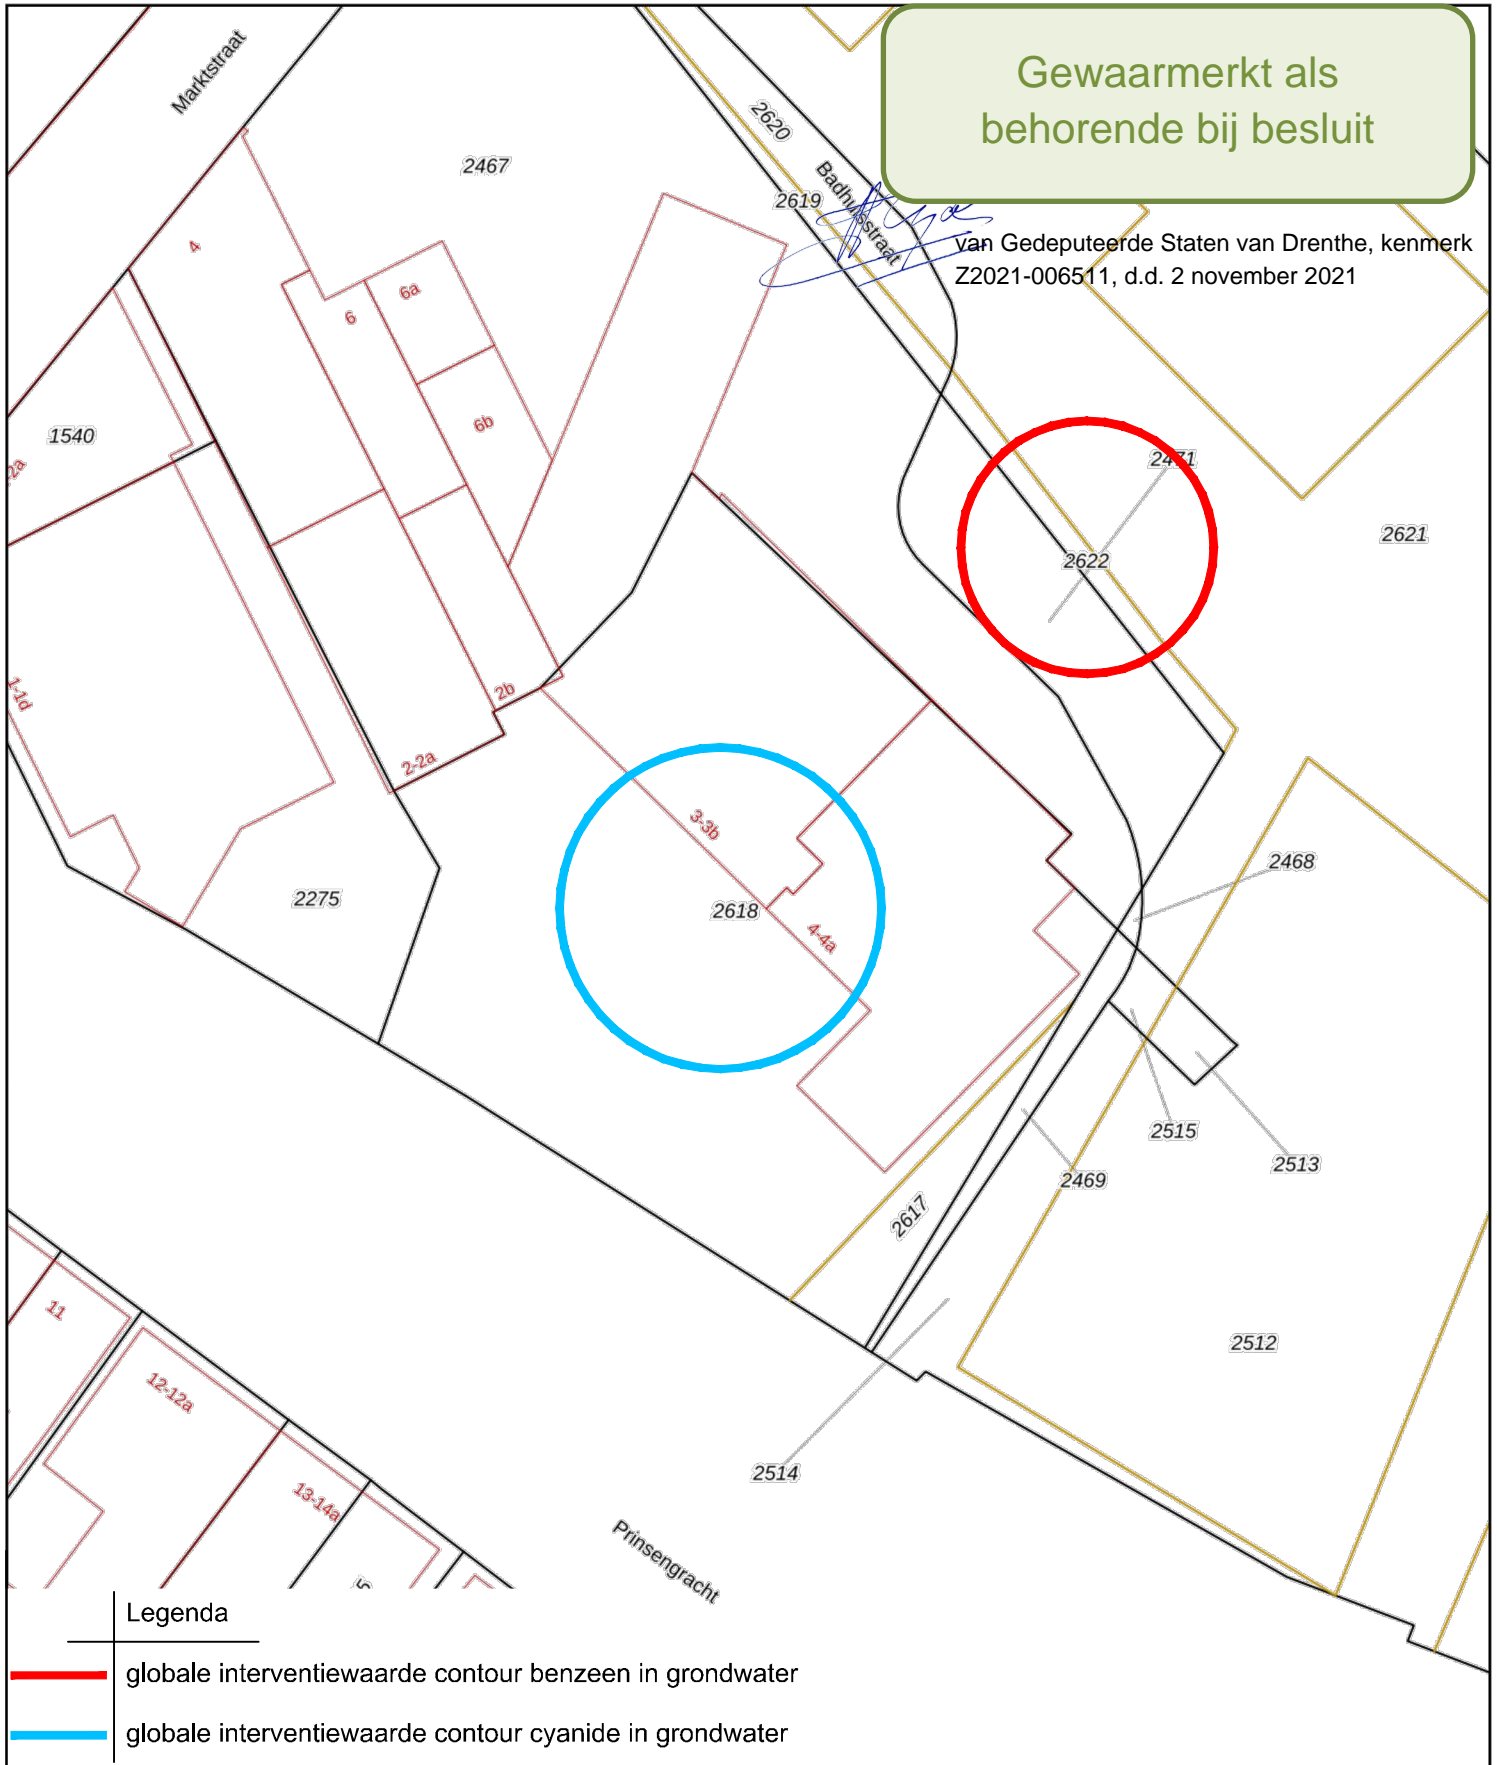 Gewaarmerkt als
behorende bij besluit
van Gedeputeerde Staten van Drenthe, kenmerk
Z2021-006511, d.d. 2 november 2021
Marktstraat
2620
Badhuisstraat
2467
2619
4
6a
6
6b
1540
2471
2621
2622
1-1d
2b
2-2a
3-3b
2468
2275
2618
4-4a
2515
2513
2469
2617
11
2512
12-12a
2514
13-14a
Prinsengracht
Legenda
globale interventiewaarde contour benzeen in grondwater
globale interventiewaarde contour cyanide in grondwater